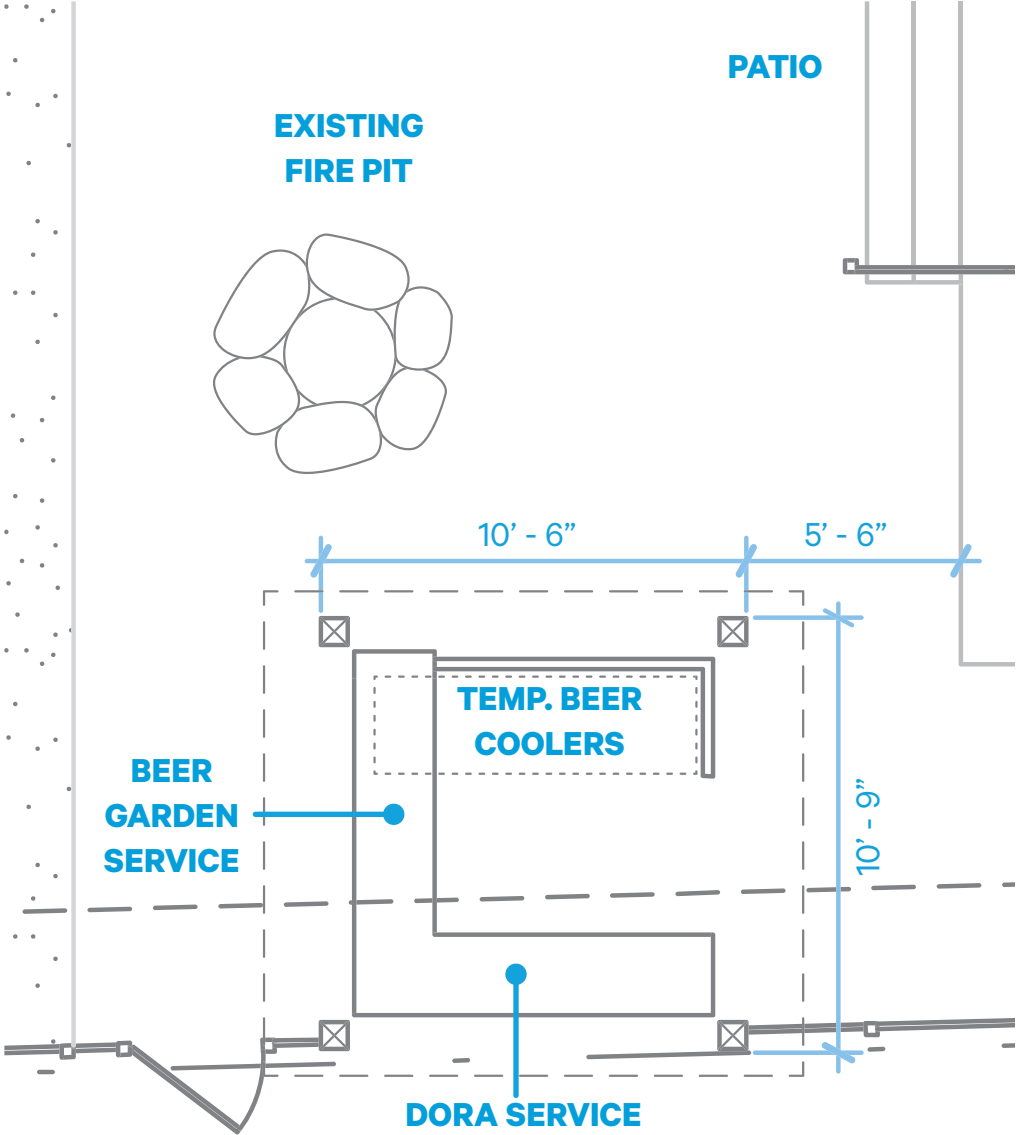 PATIO
EXISTING
FIRE PIT
10’ - 6”
5’ - 6”
TEMP. BEER
COOLERS
BEER
GARDEN
SERVICE
10’ - 9”
DORA SERVICE